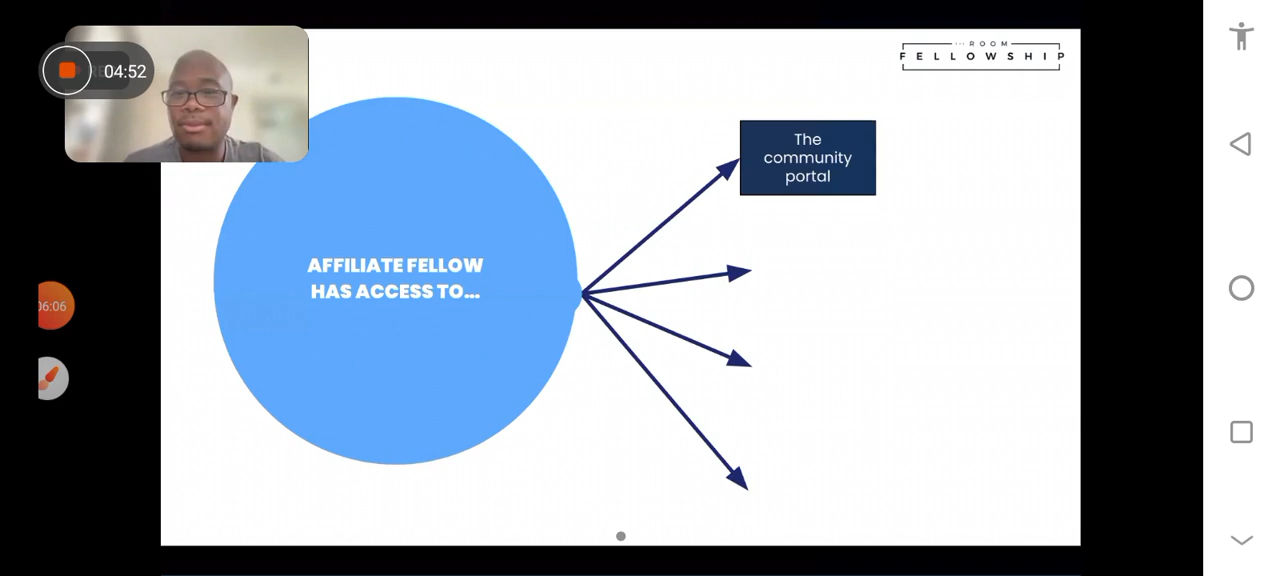 04:52
THE ROOM
FELLOWSHIP
The
community
portal
AFFILIATE FELLOW
HAS ACCESS TO...
06:06